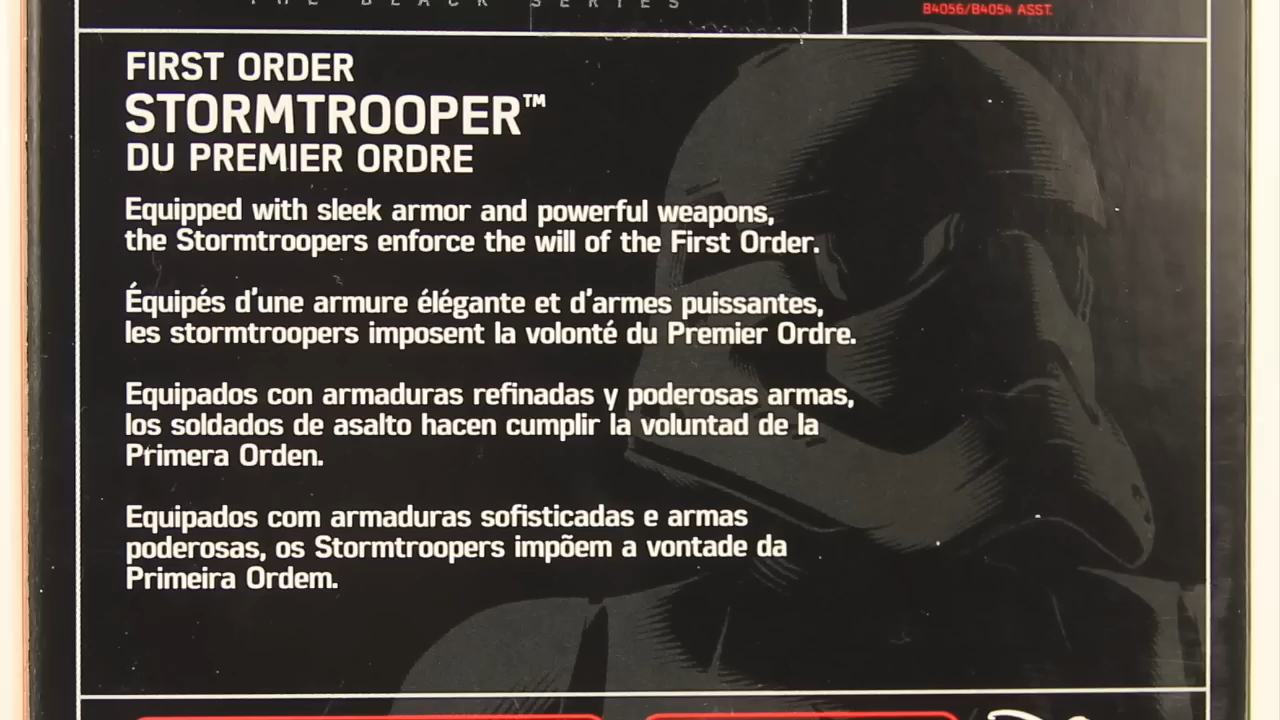 THE BLACK SERIES
B4056/B4054 ASST.
FIRST ORDER
STORMTROOPER™
DU PREMIER ORDRE
Equipped with sleek armor and powerful weapons,
the Stormtroopers enforce the will of the First Order.
Équipés d'une armure élégante et d'armes puissantes,
les stormtroopers imposent la volonté du Premier Ordre.
Equipados con armaduras refinadas y poderosas armas,
los soldados de asalto hacen cumplir la voluntad de la
Primera Orden.
Equipados com armaduras sofisticadas e armas
poderosas, os Stormtroopers impõem a vontade da
Primeira Ordem.